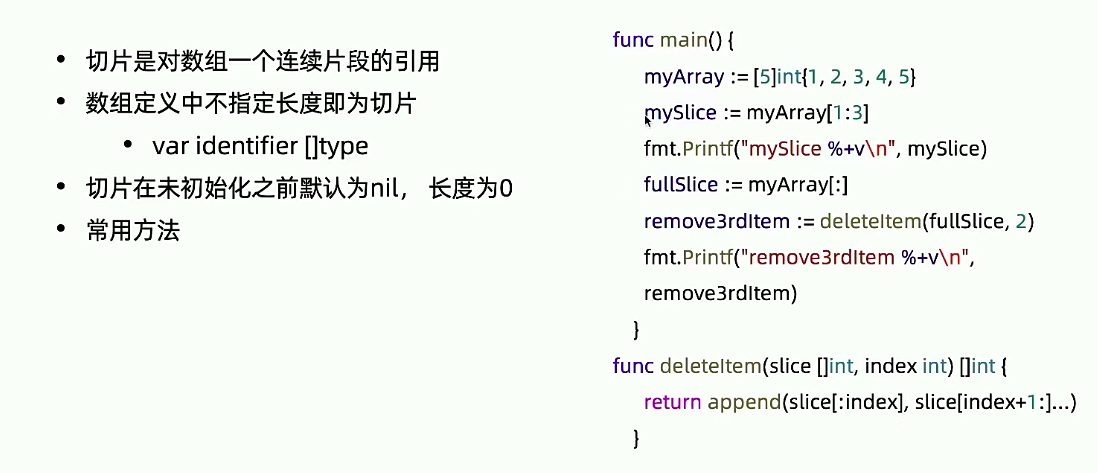 切片是对数组一个连续片段的引用
数组定义中不指定长度即为切片
var identifier []type
切片在未初始化之前默认为nil， 长度为0
常用方法
func main() {
myArray := [5]int{1, 2, 3, 4, 5}
mySlice := myArray[1:3]
fmt.Printf("mySlice %+v\n", mySlice)
fullSlice := myArray[:]
remove3rdItem := deleteItem(fullSlice, 2)
fmt.Printf("remove3rdItem %+v\n",
remove3rdItem)
}
func deleteItem(slice []int, index int) []int {
return append(slice[:index], slice[index+1:]...)
}